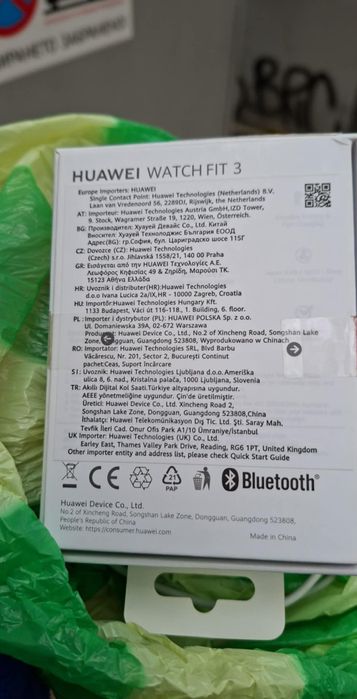 HUAWEI WATCH FIT 3
Europe Importers: HUAWEI
Single Contact Point: Huawei Technologies (Netherlands) B.V.
Laan van Vredenoord 56, 2289DJ, Rijswijk, the Netherlands
AT: Importeur: Huawei Technologies Austria GmbH, IZD Tower,
9. Stock, Wagramer Straße 19, 1220, Wien, Österreich.
BG: Производител: Хуауей Девайс Со., Ltd. Китай
Вносител: Хуауей Технолоджис България ЕООД
Адрес(BG): гр.София, бул. Цариградско шосе 115Г
CZ: Dovozce (CZ): Huawei Technologies
(Czech) s.r.o. Jihlavská 1558/21, 140 00 Praha
GR: Εισάγεται από την HUAWEI Τεχνολογίες Α.Ε.
Λεωφόρος Κηφισίας 49 & Ζηρίδη, Μαρούσι ΤΚ.
15123 Αθήνα Ελλάδα
HR: Uvoznik i distributer(HR):Huawei Technologies
d.o.o Ivana Lucica 2a/X, HR - 10000 Zagreb, Croatia
HU: Importőr:Huawei Technologies Hungary Kft.
1133 Budapest, Váci út 116-118., 1. Building, 6. floor.
PL : Importer i dystrybutor (PL): HUAWEI POLSKA Sp. z o.o.
Ul. Domaniewska 39A, 02-672 Warszawa
Huawei Device Co., Ltd., No.2 of Xincheng Road, Songshan Lake
Zone, Guangdong 523808, Wyprodukowano w Chinach
RO: Importator: Huawei Technologies SRL, Blvd Barbu
Văcărescu, Nr. 201, Sector 2, București Continut
pachet:Ceas, Suport încărcare
SI: Uvoznik: Huawei Technologies Ljubljana d.o.o. Ameriška
ulica 8, 6. nad., Kristalna palača, 1000 Ljubljana, Slovenia
TR: Akıllı Dijital Kol Saati.Türkiye altyapısına uygundur.
AEEE yönetmeliğine uygundur. Çin'de üretilmiştir.
Üretici: Huawei Device Co., Ltd. Xincheng Road 2,
Songshan Lake Zone, Dongguan, Guangdong 523808,China
İthalatçı: Huawei Telekomünikasyon Dış Tic. Ltd. Şti. Saray Mah.
Tevfik İleri Cad. Onur Ofis Park A1/10 Ümraniye/İstanbul
UK Importer: Huawei Technologies (UK) Co., Ltd.
Earley East, Thames Valley Park Drive, Reading, RG6 1PT, United Kingdom
Other importer entity and address list, please check Quick Start Guide
CE
21
PAP
Bluetooth®
Huawei Device Co., Ltd.
No.2 of Xincheng Road, Songshan Lake Zone, Dongguan, Guangdong 523808,
People's Republic of China
Website: https://consumer.huawei.com
Made in China